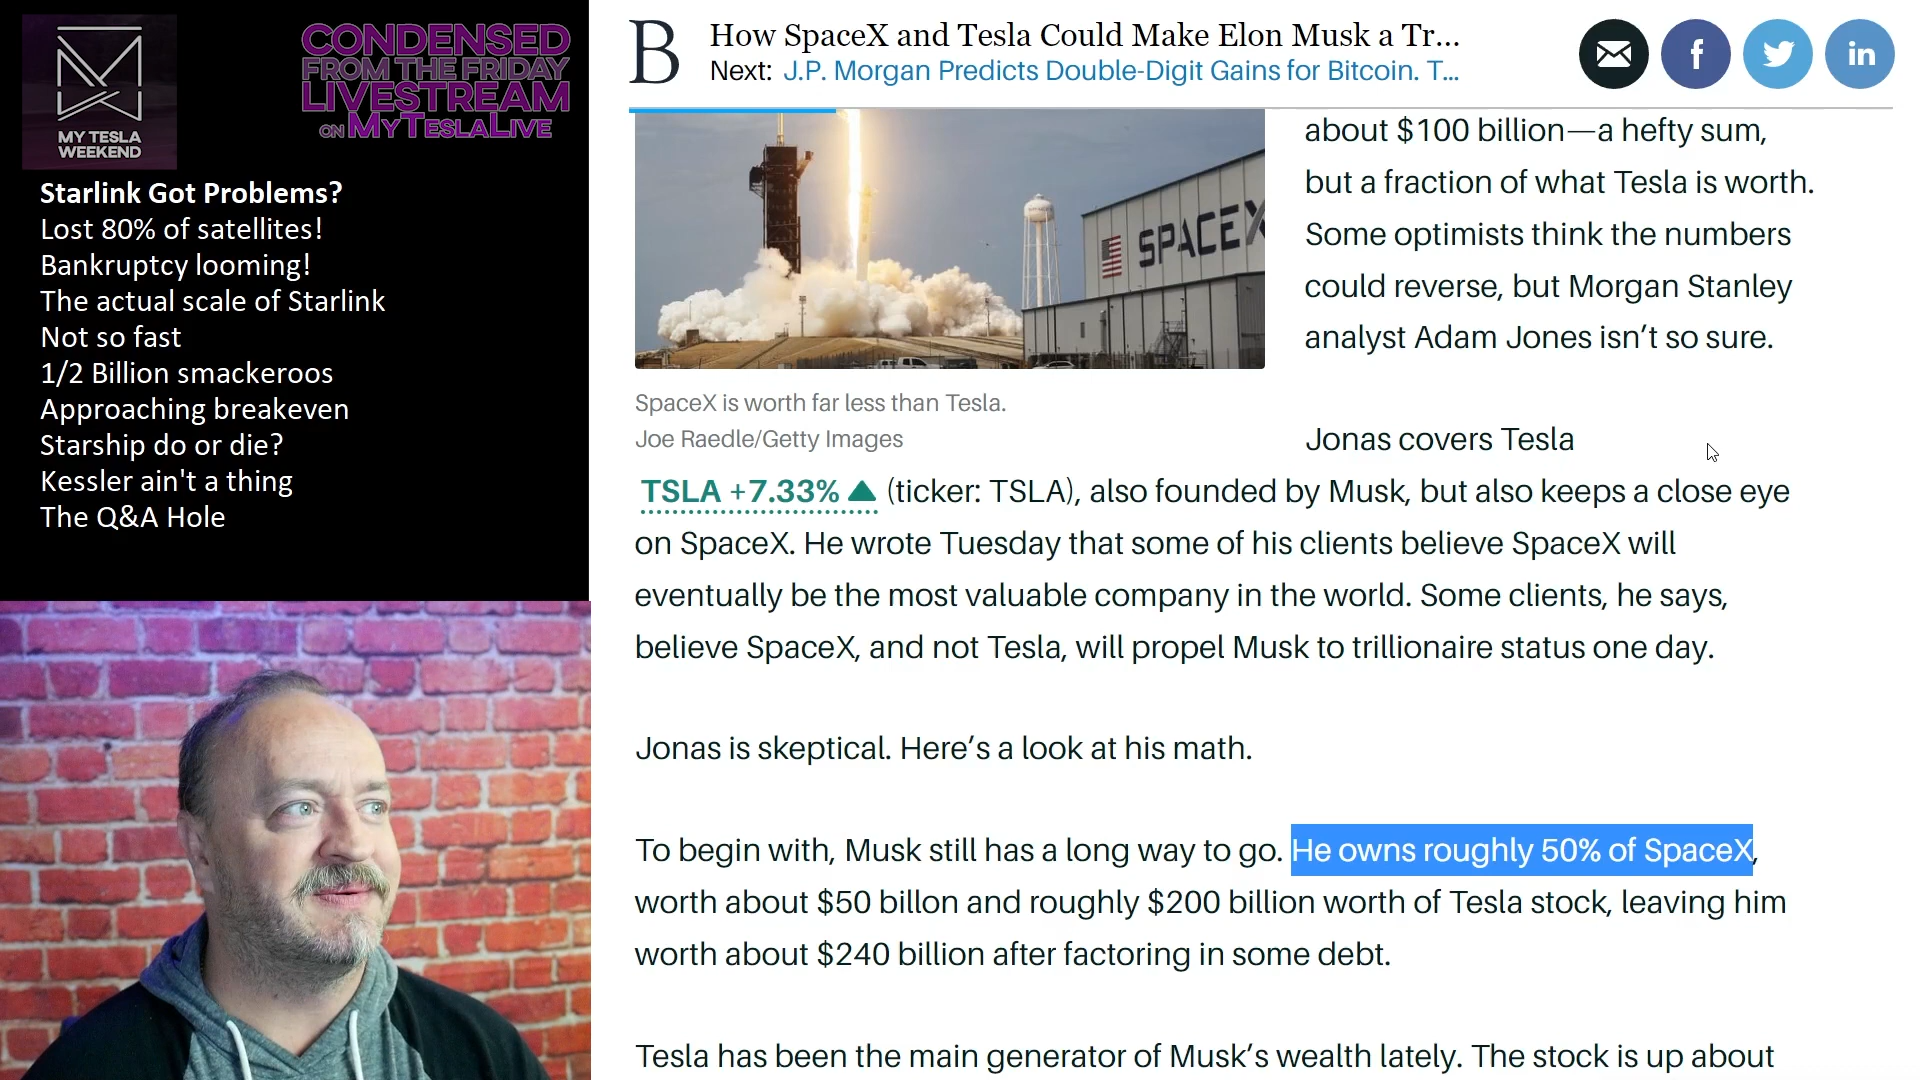 MY TESLA
WEEKEND
CONDENSED
FROM THE FRIDAY
LIVESTREAM
ON MYTESLALIVE
Starlink Got Problems?
Lost 80% of satellites!
Bankruptcy looming!
The actual scale of Starlink
Not so fast
1/2 Billion smackeroos
Approaching breakeven
Starship do or die?
Kessler ain't a thing
The Q&A Hole
B
How SpaceX and Tesla Could Make Elon Musk a Tr...
Next: J.P. Morgan Predicts Double-Digit Gains for Bitcoin. T...
f
in
SPACEX
SpaceX is worth far less than Tesla.
Joe Raedle/Getty Images
about $100 billion—a hefty sum,
but a fraction of what Tesla is worth.
Some optimists think the numbers
could reverse, but Morgan Stanley
analyst Adam Jones isn’t so sure.
Jonas covers Tesla
TSLA +7.33% ▲ (ticker: TSLA), also founded by Musk, but also keeps a close eye
on SpaceX. He wrote Tuesday that some of his clients believe SpaceX will
eventually be the most valuable company in the world. Some clients, he says,
believe SpaceX, and not Tesla, will propel Musk to trillionaire status one day.
Jonas is skeptical. Here’s a look at his math.
To begin with, Musk still has a long way to go. He owns roughly 50% of SpaceX,
worth about $50 billon and roughly $200 billion worth of Tesla stock, leaving him
worth about $240 billion after factoring in some debt.
Tesla has been the main generator of Musk’s wealth lately. The stock is up about